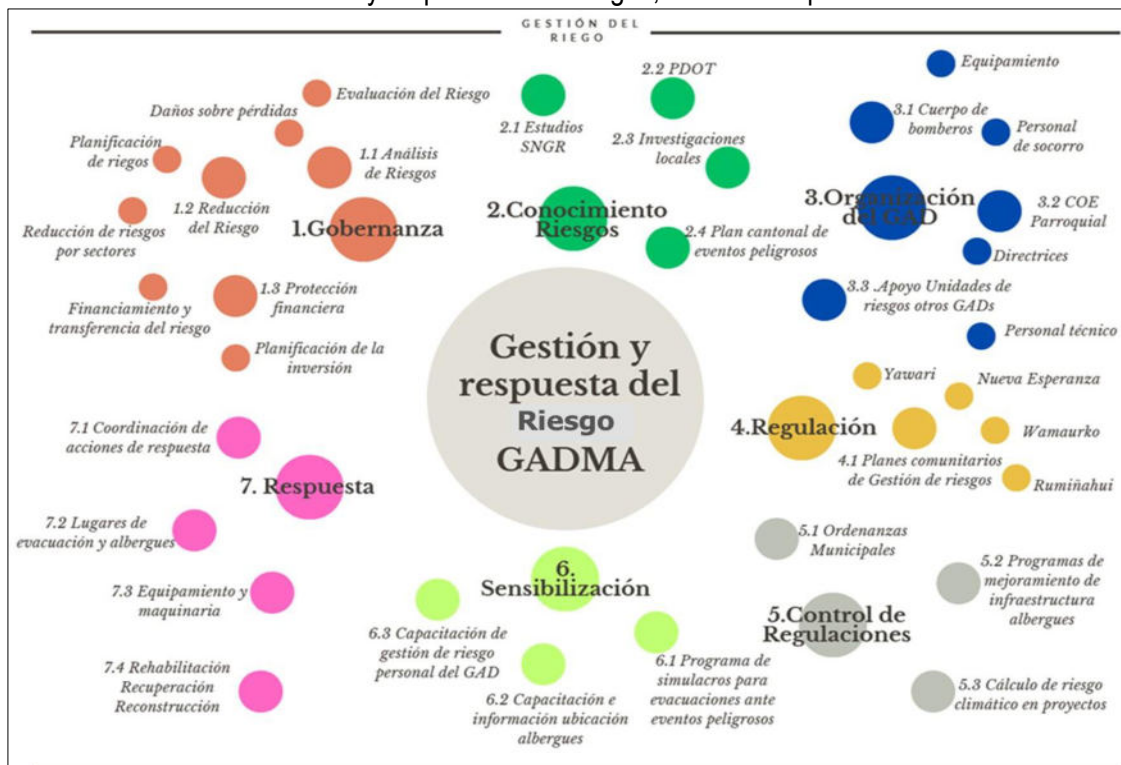 GESTIÓN DEL
RIEGO
Evaluación del Riesgo
Daños sobre pérdidas
Planificación
de riegos
1.1 Análisis
de Riesgos
1.2 Reducción
del Riesgo
1.Gobernanza
Reducción de riesgos
por sectores
1.3 Protección
financiera
Financiamiento y
transferencia del riesgo
Planificación de la
inversión
2.1 Estudios
SNGR
2.2 PDOT
2.3 Investigaciones
locales
2.Conocimiento
Riesgos
2.4 Plan cantonal de
eventos peligrosos
Equipamiento
3.1 Cuerpo de
bomberos
Personal
de socorro
3.Organización
del GAD
3.2 COE
Parroquial
Directrices
3.3 .Apoyo Unidades de
riesgos otros GADs
Personal técnico
Gestión y
respuesta del
Riesgo
GADMA
Yawari
Nueva Esperanza
4.Regulación
Wamaurko
4.1 Planes comunitarios
de Gestión de riesgos
Rumiñahui
5.1 Ordenanzas
Municipales
5.2 Programas de
mejoramiento de
infraestructura
albergues
5.Control de
Regulaciones
5.3 Cálculo de riesgo
climático en proyectos
6.
Sensibilización
6.1 Programa de
simulacros para
evacuaciones ante
eventos peligrosos
6.2 Capacitación e
información ubicación
albergues
6.3 Capacitación de
gestión de riesgo
personal del GAD
7.1 Coordinación de
acciones de respuesta
7. Respuesta
7.2 Lugares de
evacuación y albergues
7.3 Equipamiento y
maquinaria
7.4 Rehabilitación
Recuperación
Reconstrucción